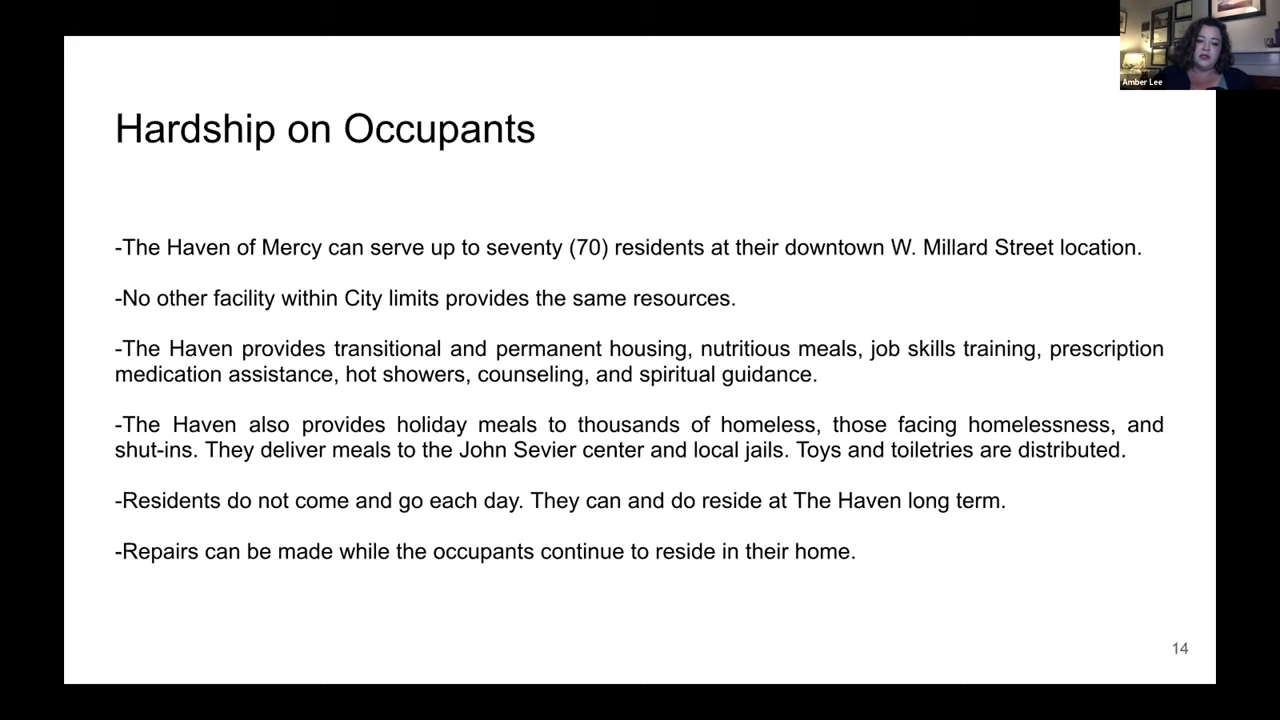 Amber Lee
Hardship on Occupants
-The Haven of Mercy can serve up to seventy (70) residents at their downtown W. Millard Street location.
-No other facility within City limits provides the same resources.
-The Haven provides transitional and permanent housing, nutritious meals, job skills training, prescription
medication assistance, hot showers, counseling, and spiritual guidance.
-The Haven also provides holiday meals to thousands of homeless, those facing homelessness, and
shut-ins. They deliver meals to the John Sevier center and local jails. Toys and toiletries are distributed.
-Residents do not come and go each day. They can and do reside at The Haven long term.
-Repairs can be made while the occupants continue to reside in their home.
14